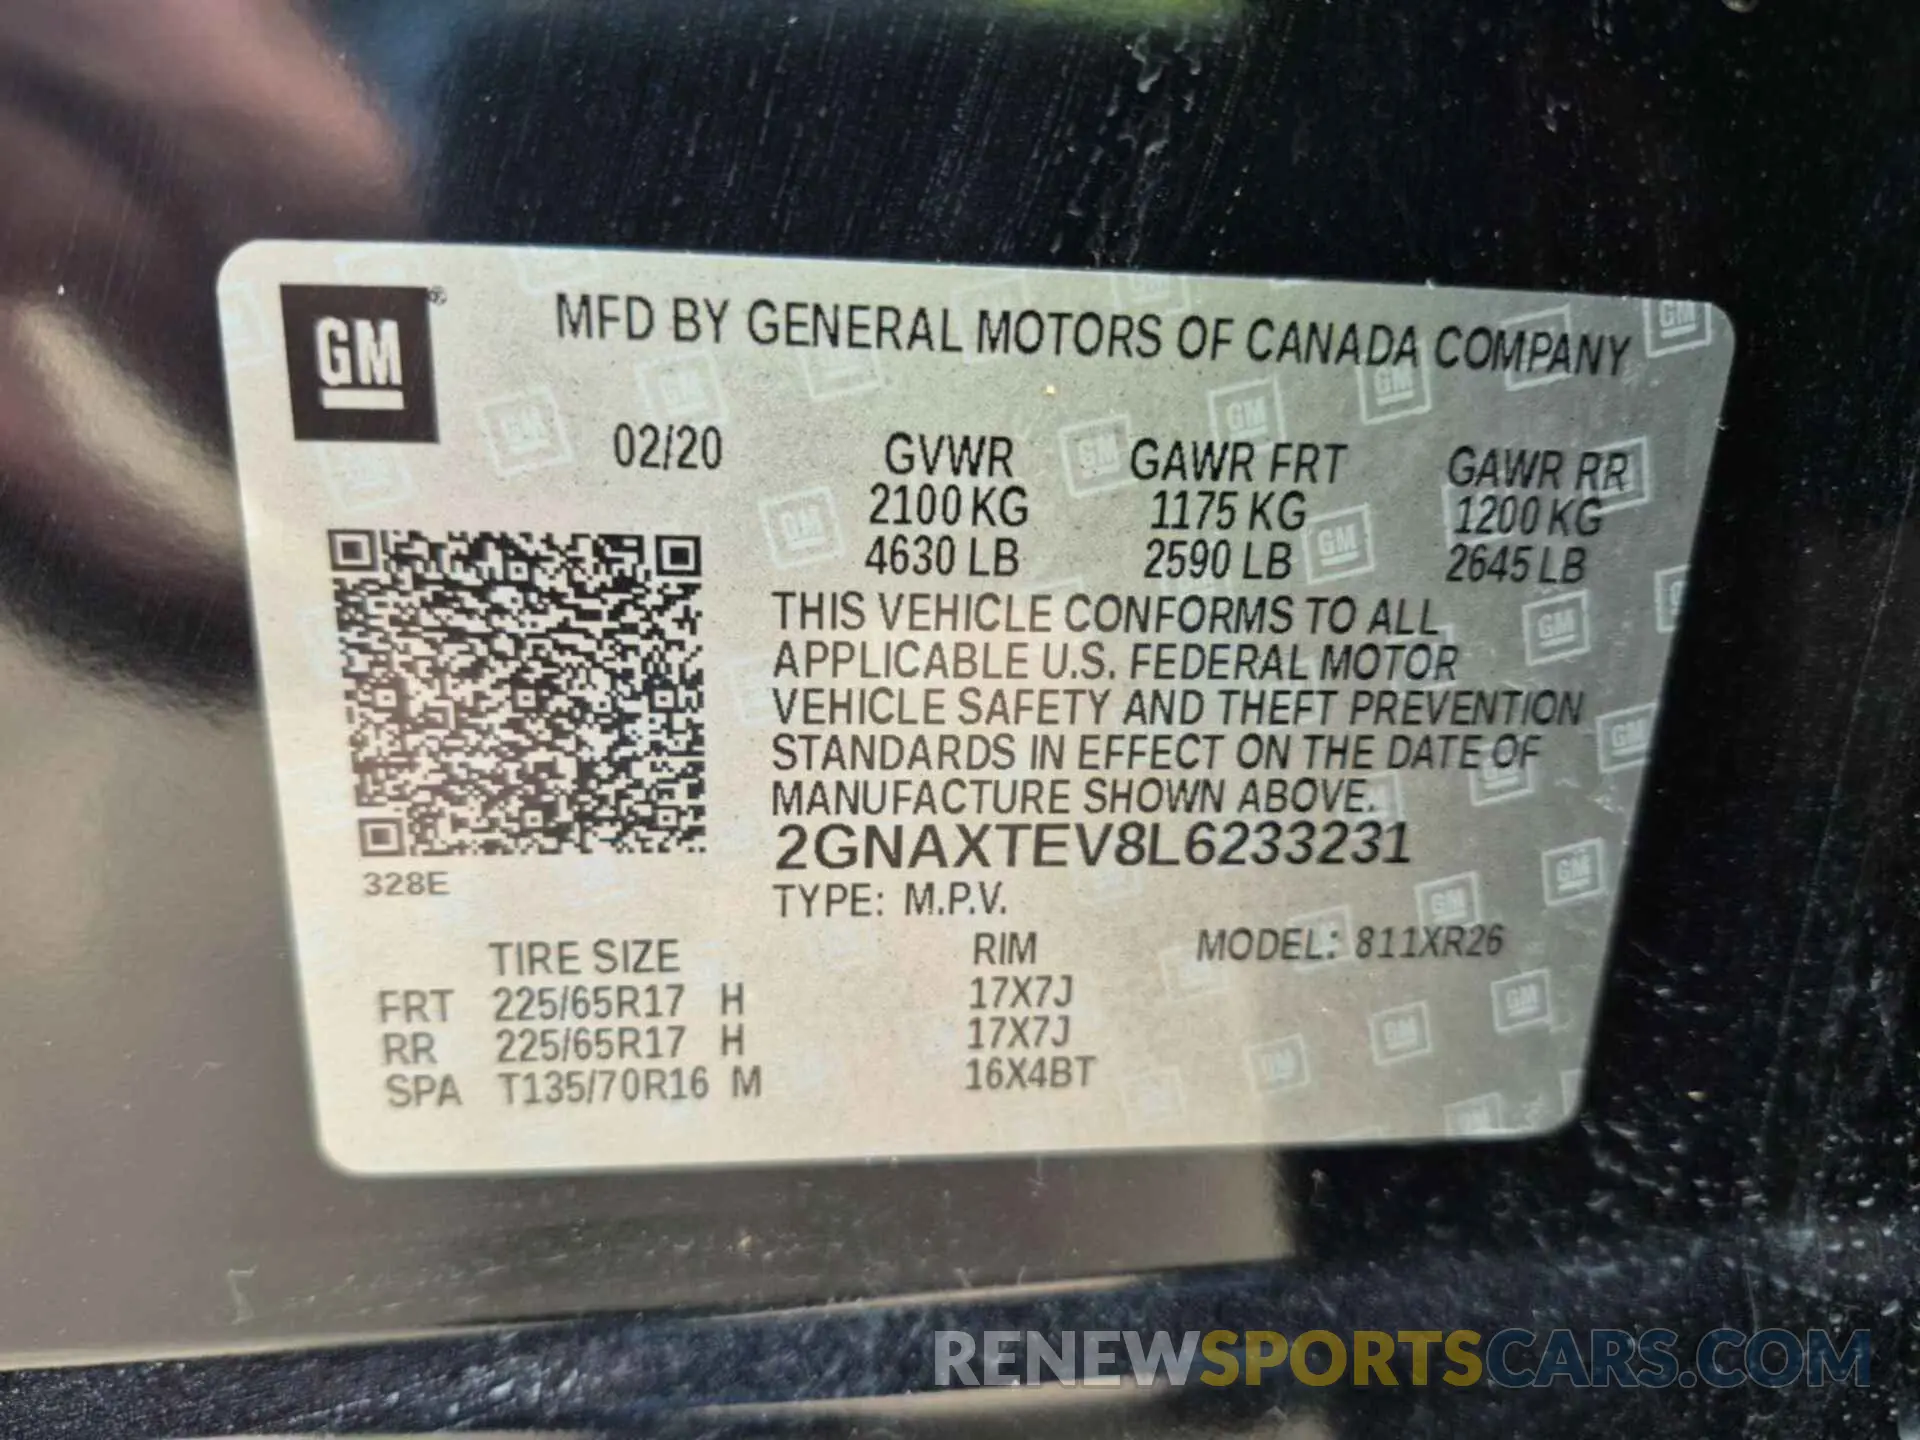 GM®
MFD BY GENERAL MOTORS OF CANADA COMPANY
02/20 GVWR GAWR FRT GAWR RR
2100 KG 1175 KG 1200 KG
4630 LB 2590 LB 2645 LB
THIS VEHICLE CONFORMS TO ALL
APPLICABLE U.S. FEDERAL MOTOR
VEHICLE SAFETY AND THEFT PREVENTION
STANDARDS IN EFFECT ON THE DATE OF
MANUFACTURE SHOWN ABOVE.
2GNAXTEV8L6233231
328E
TYPE: M.P.V.
TIRE SIZE RIM MODEL: 811XR26
FRT 225/65R17 H 17X7J
RR 225/65R17 H 17X7J
SPA T135/70R16 M 16X4BT
RENEWSPORTSCARS.COM